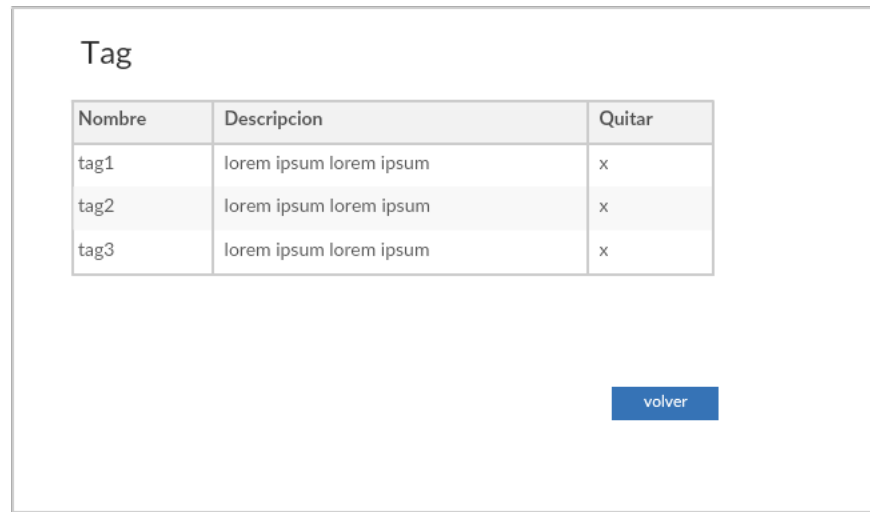 Tag
Nombre Descripcion Quitar
tag1 lorem ipsum lorem ipsum x
tag2 lorem ipsum lorem ipsum x
tag3 lorem ipsum lorem ipsum x
volver